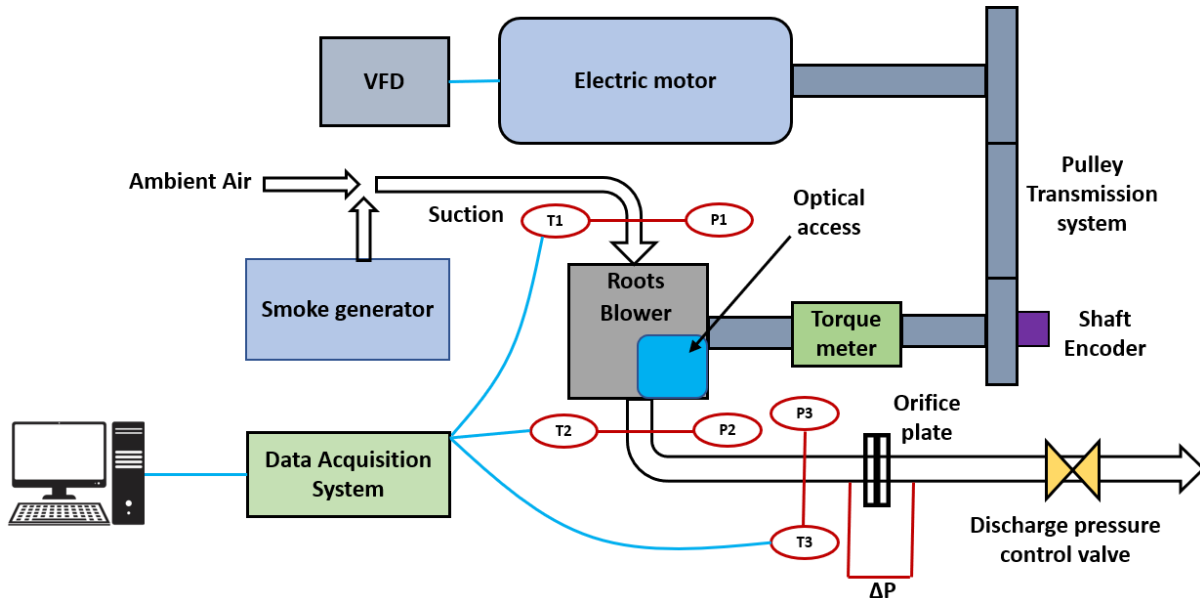 VFD
Electric motor
Ambient Air
Suction
T1
P1
Optical
access
Pulley
Transmission
system
Smoke generator
Roots
Blower
Torque
meter
Shaft
Encoder
T2
P2
P3
Orifice
plate
Data Acquisition
System
T3
Discharge pressure
control valve
ΔP